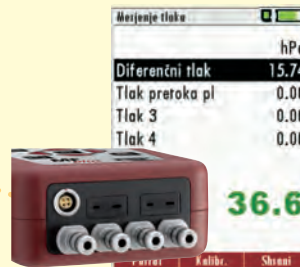 Merjenje tlaka
hPa
Diferenčni tlak 15.74
Tlak pretoka pl 0.00
Tlak 3 0.00
Tlak 4 0.00
36.6
Kalibr. Shrani